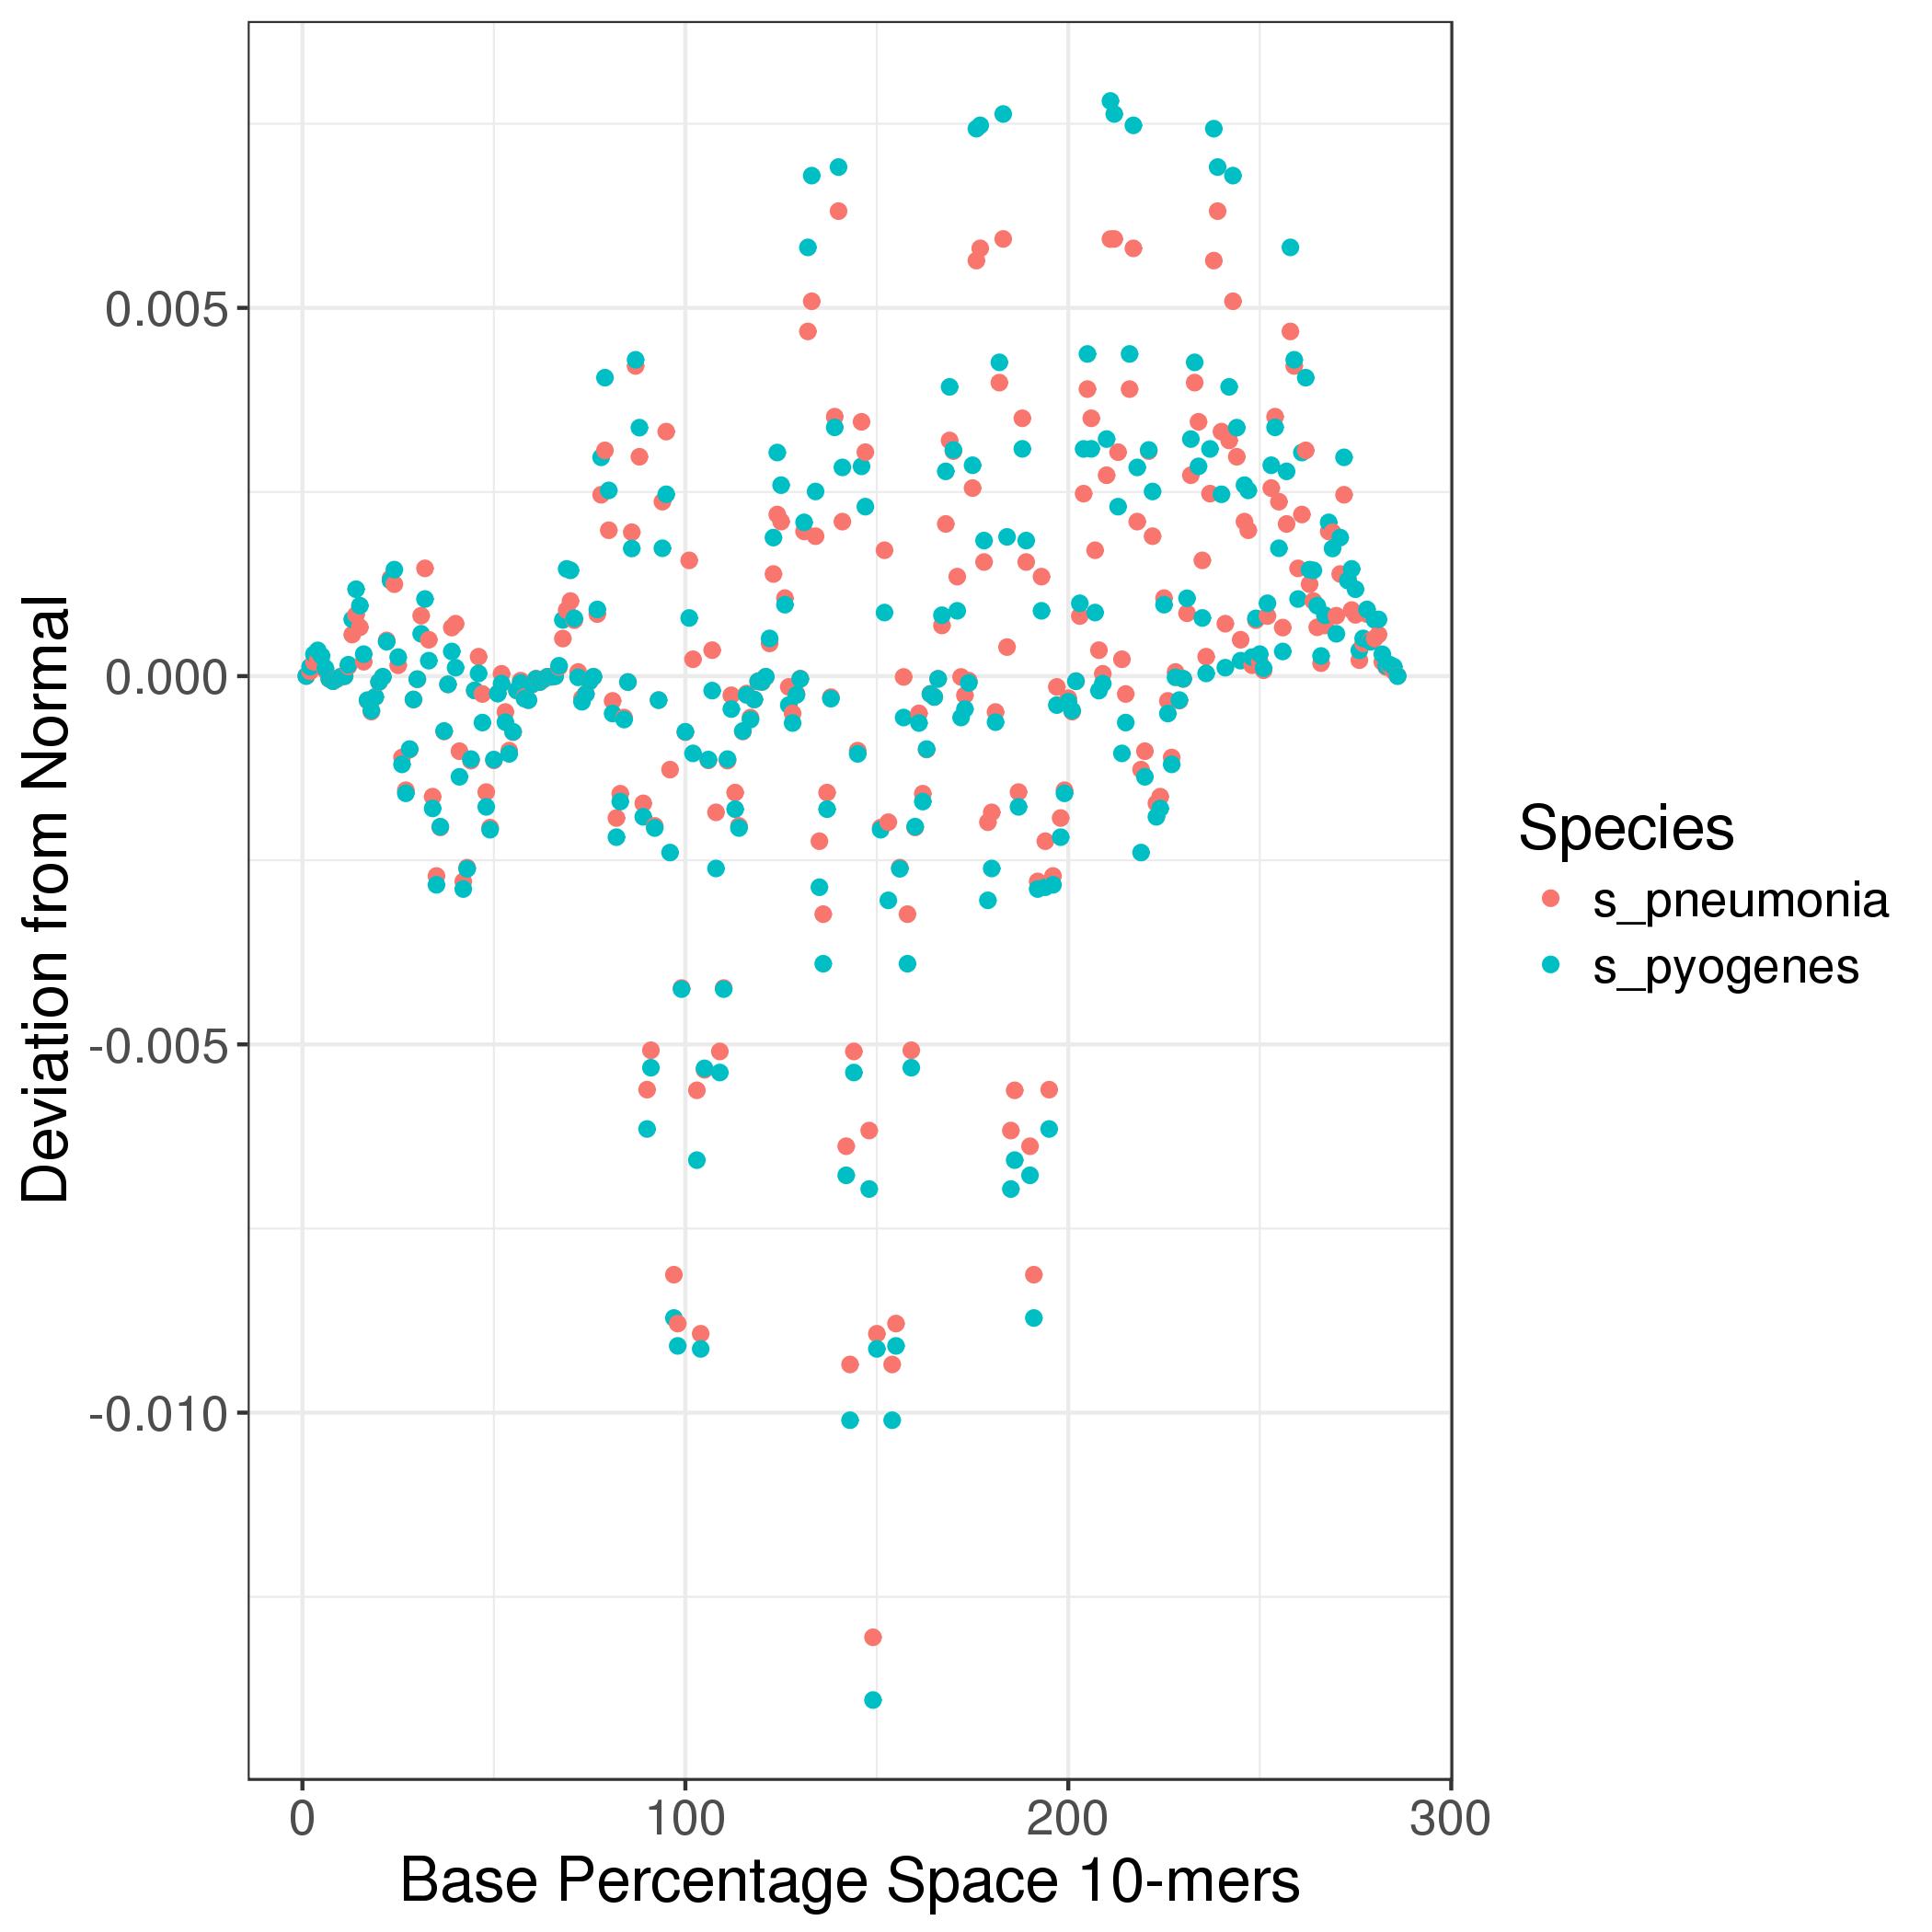 Deviation from Normal
0.005
0.000
-0.005
-0.010
0
100
200
300
Base Percentage Space 10-mers
Species
s_pneumonia
s_pyogenes